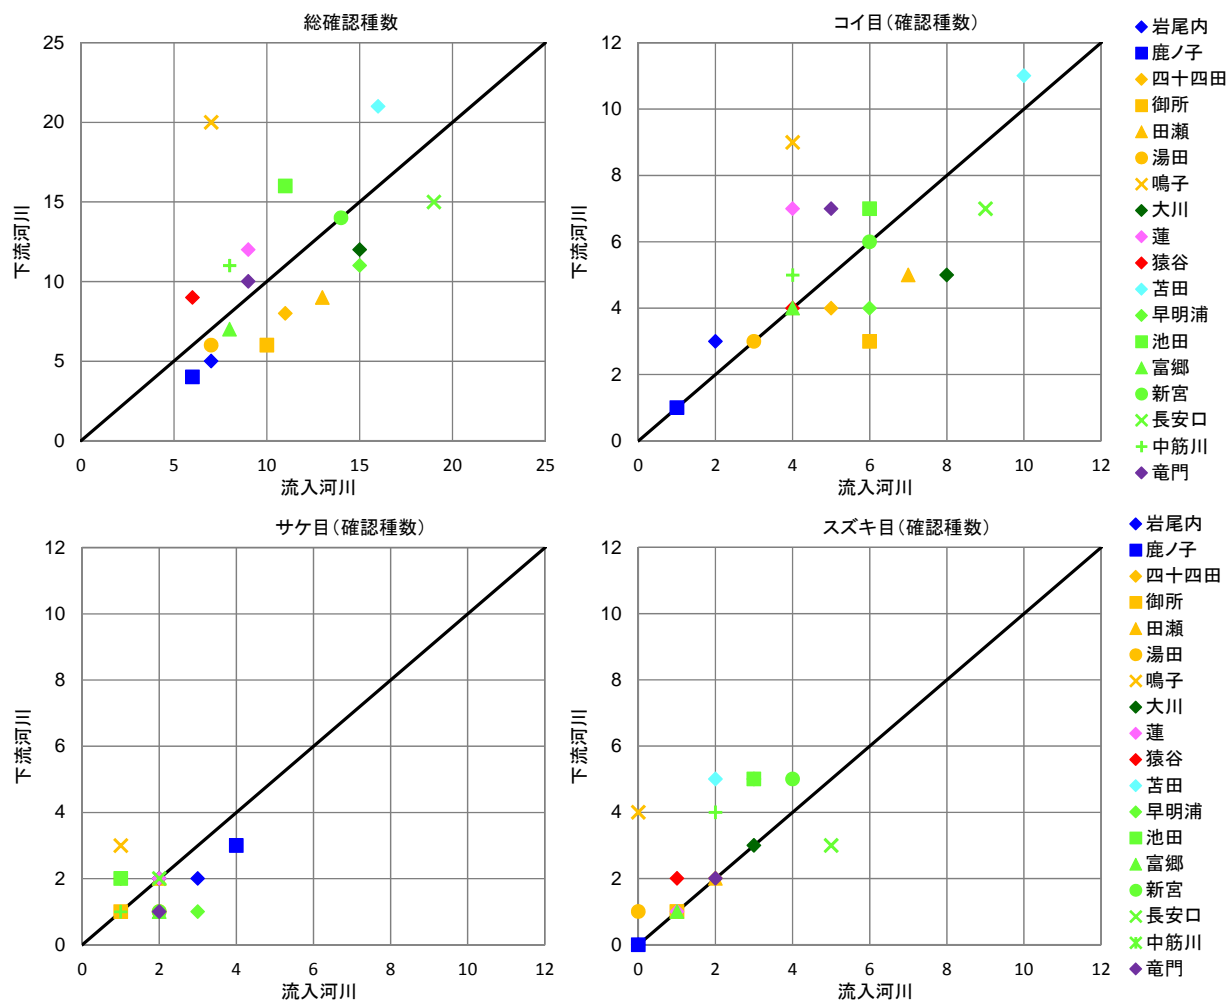 総確認種数
25
20
15
10
5
0
下流河川
0 5 10 15 20 25
流入河川
コイ目(確認種数)
12
10
8
6
4
2
0
下流河川
0 2 4 6 8 10 12
流入河川
岩尾内
鹿ノ子
四十四田
御所
田瀬
湯田
鳴子
大川
蓮
猿谷
苫田
早明浦
池田
富郷
新宮
長安口
中筋川
竜門
サケ目(確認種数)
12
10
8
6
4
2
0
下流河川
0 2 4 6 8 10 12
流入河川
スズキ目(確認種数)
12
10
8
6
4
2
0
下流河川
0 2 4 6 8 10 12
流入河川
岩尾内
鹿ノ子
四十四田
御所
田瀬
湯田
鳴子
大川
蓮
猿谷
苫田
早明浦
池田
富郷
新宮
長安口
中筋川
竜門